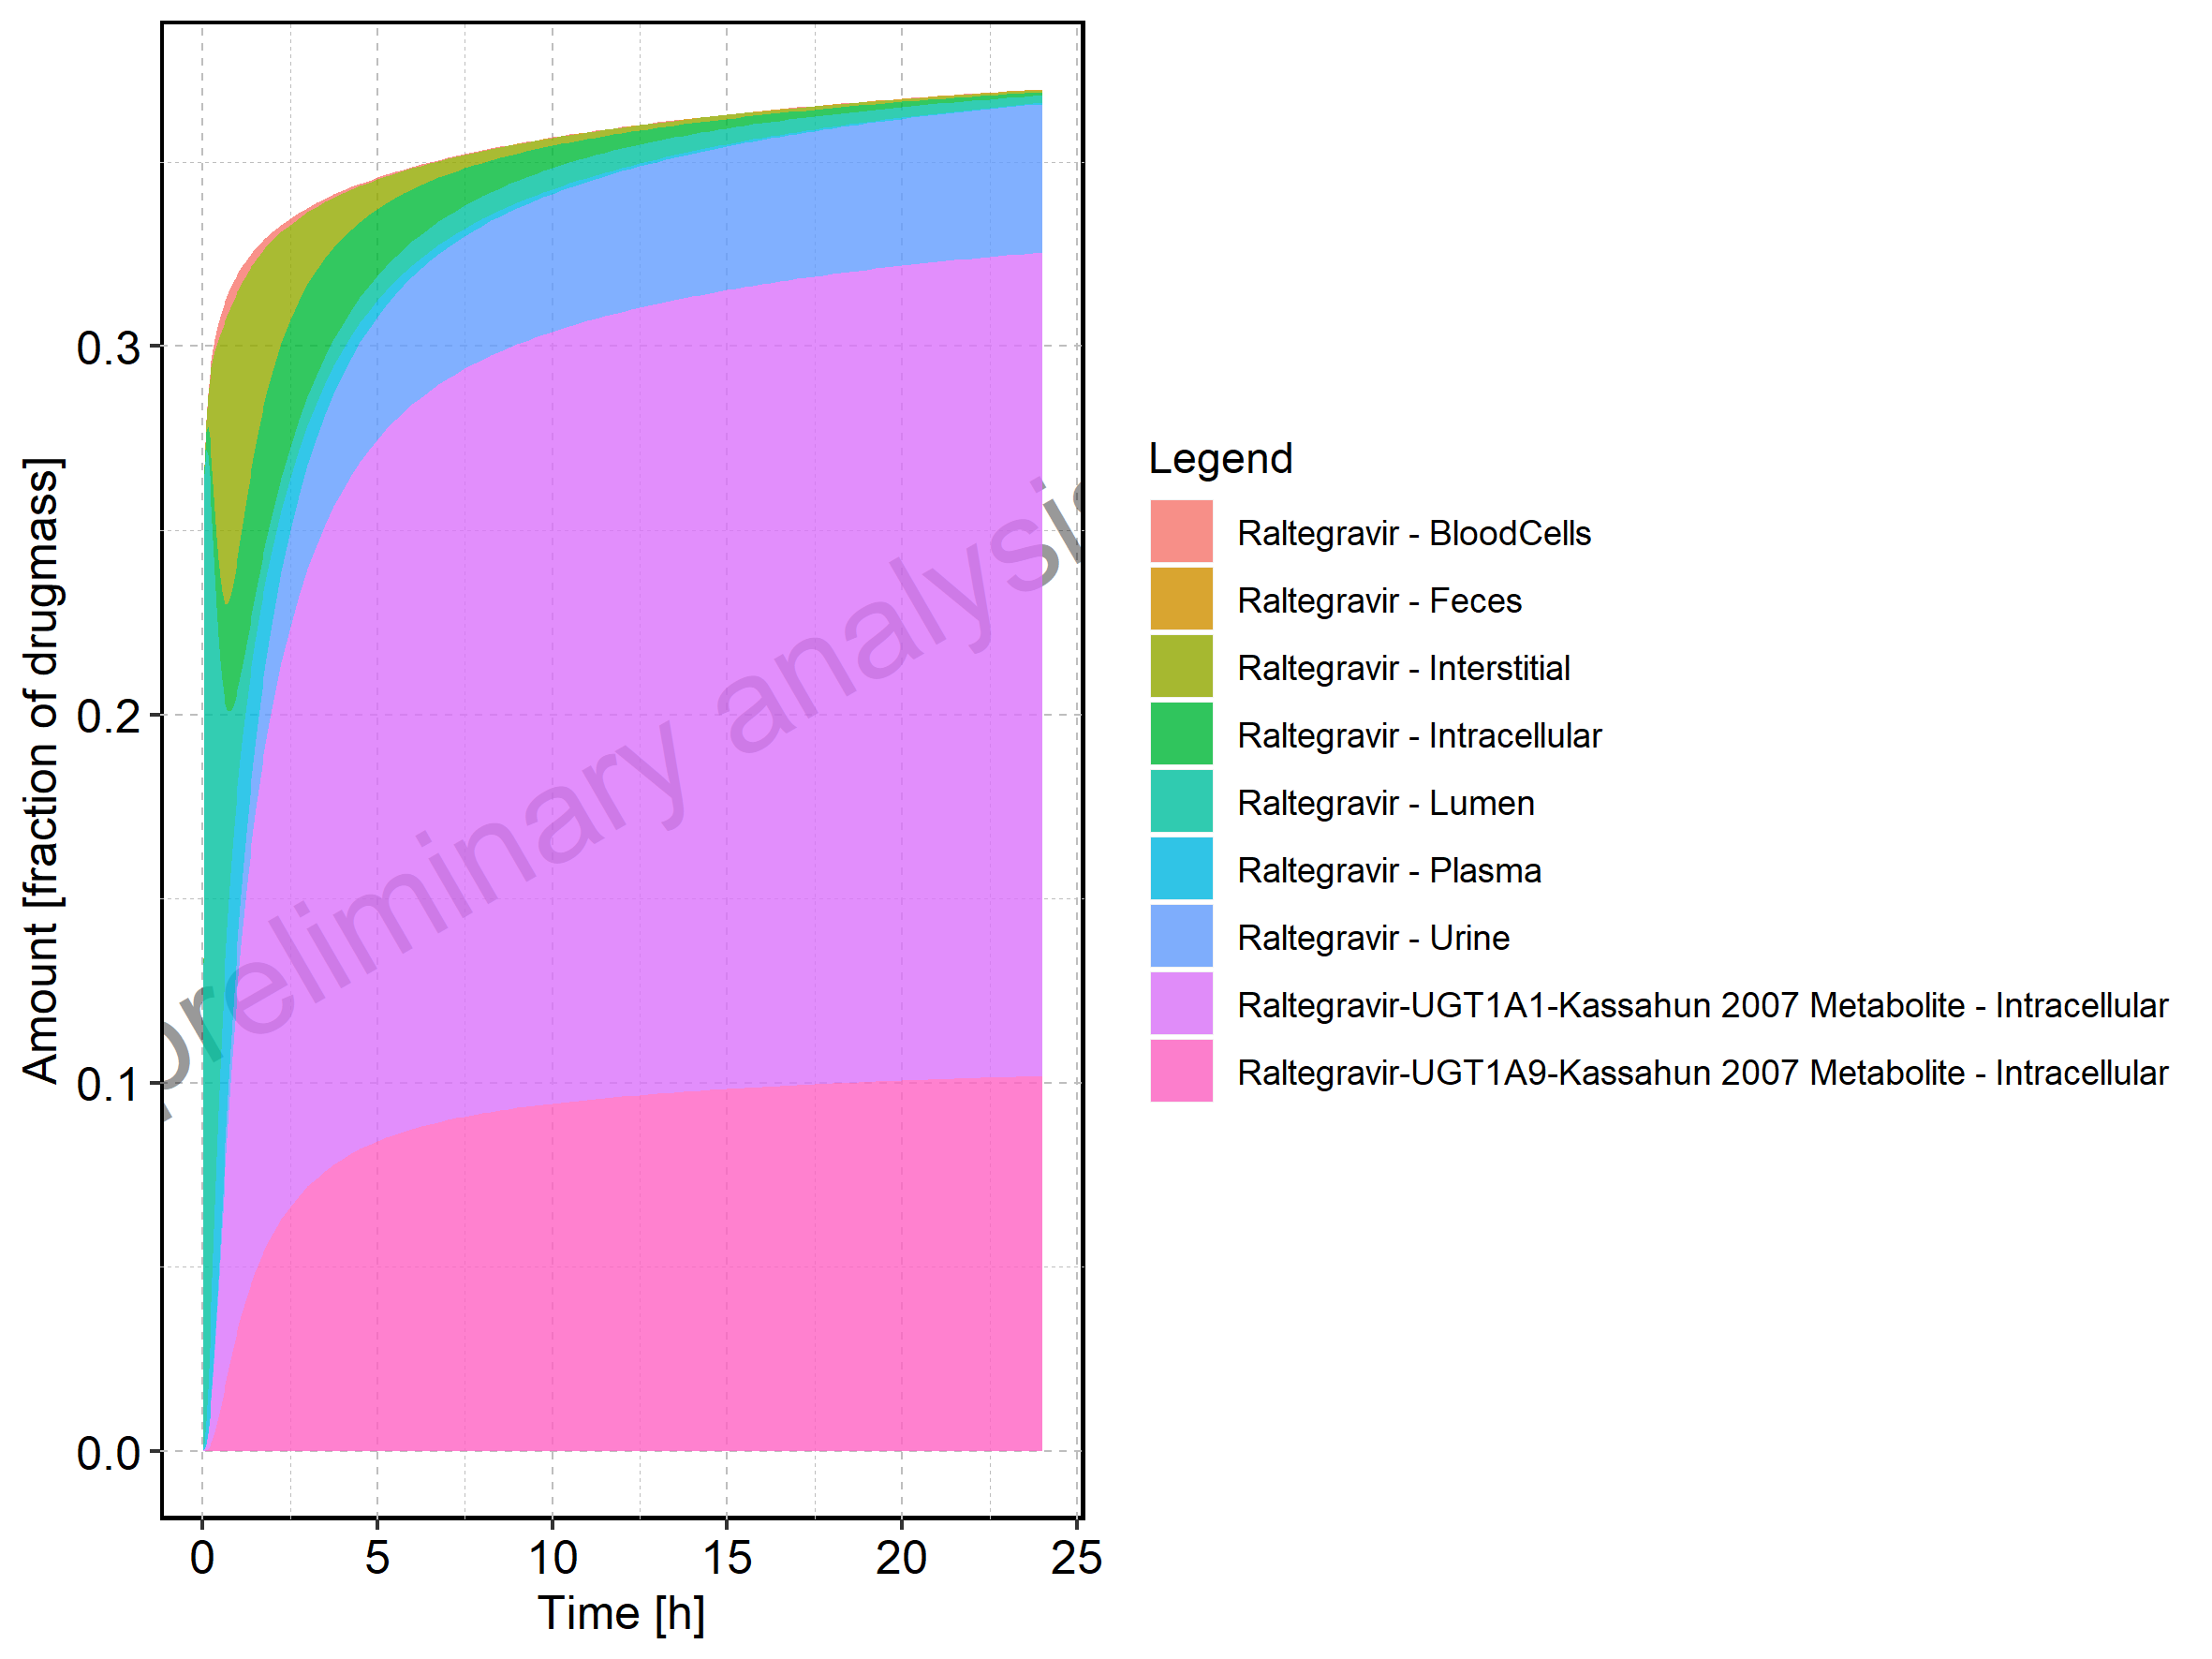 Amount [fraction of drugmass]
0.3
0.2
0.1
0.0
0 5 10 15 20 25
Time [h]
preliminary analysis
Legend
Raltegravir - BloodCells
Raltegravir - Feces
Raltegravir - Interstitial
Raltegravir - Intracellular
Raltegravir - Lumen
Raltegravir - Plasma
Raltegravir - Urine
Raltegravir-UGT1A1-Kassahun 2007 Metabolite - Intracellular
Raltegravir-UGT1A9-Kassahun 2007 Metabolite - Intracellular